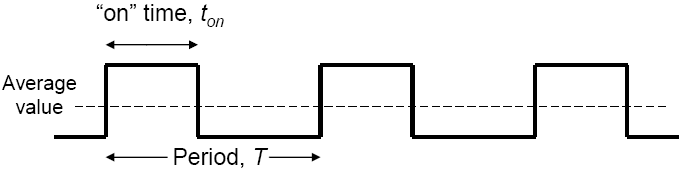 “on” time, ton
Average
value
Period, T